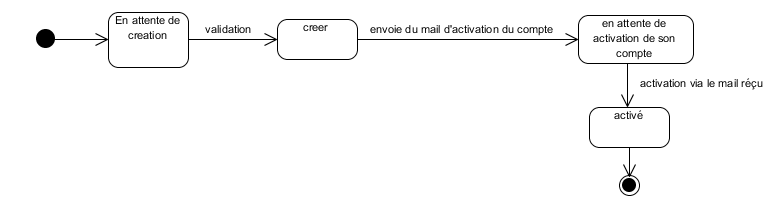 En attente de
creation
validation
creer
envoie du mail d'activation du compte
en attente de
activation de son
compte
activation via le mail réçu
activé